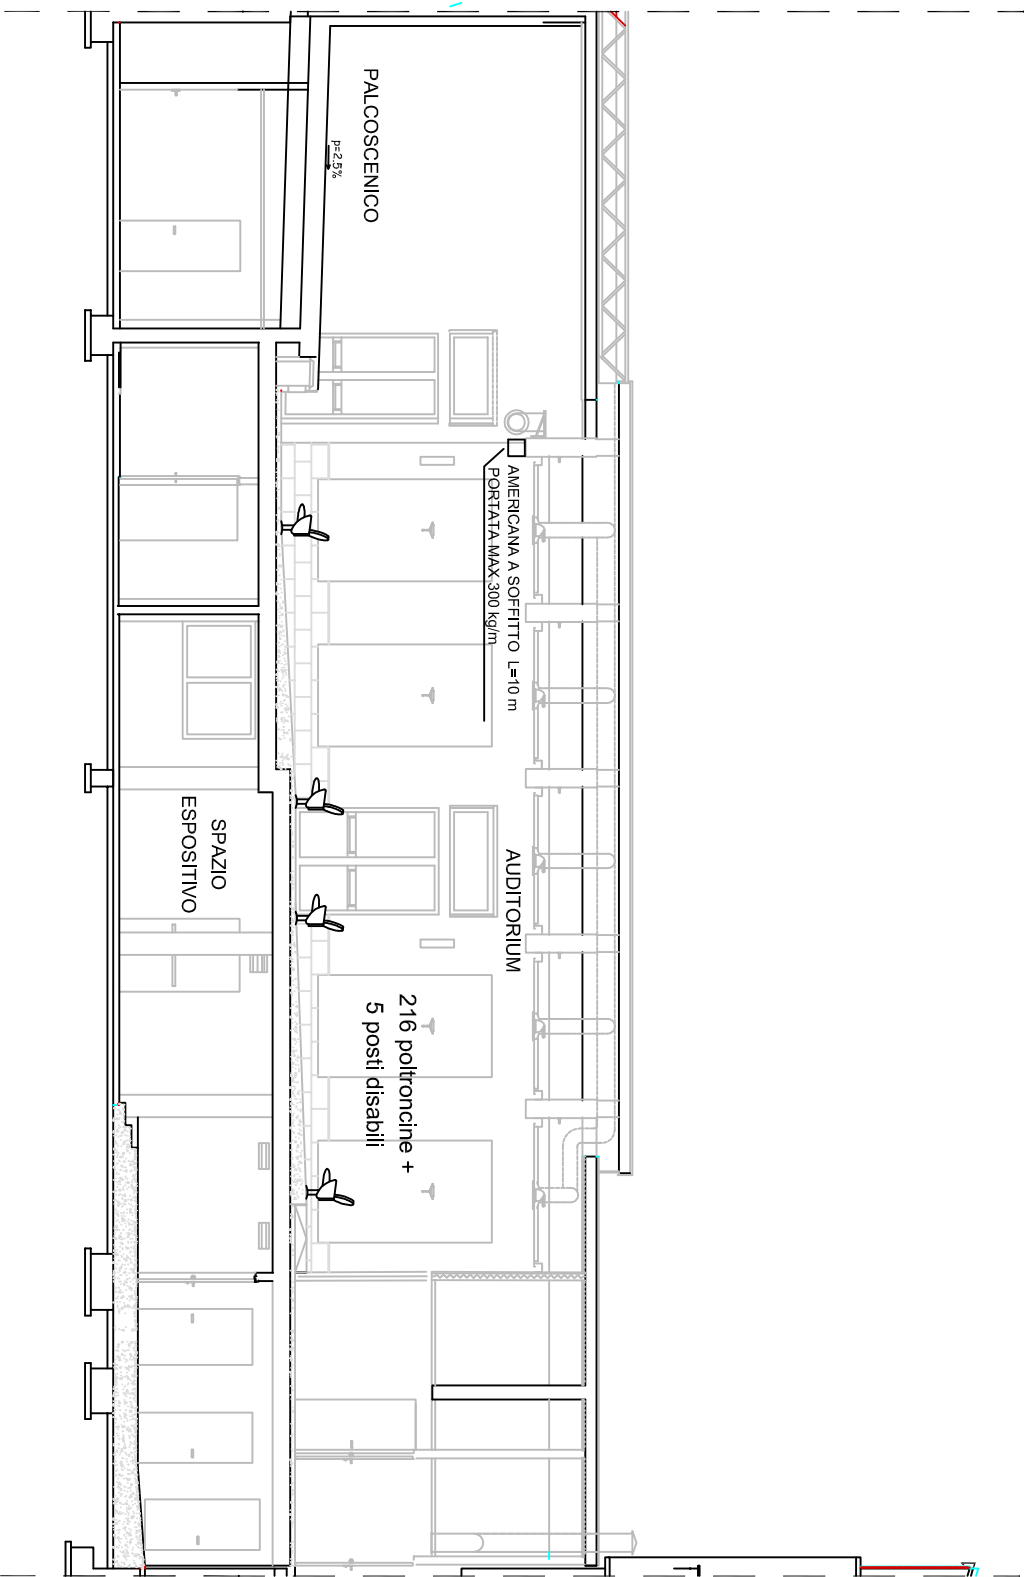 PALCOSCENICO
p=2.5%
AMERICANA A SOFFITTO L=10 m
PORTATA MAX 300 kg/m
AUDITORIUM
216 poltroncine +
5 posti disabili
SPAZIO
ESPOSITIVO